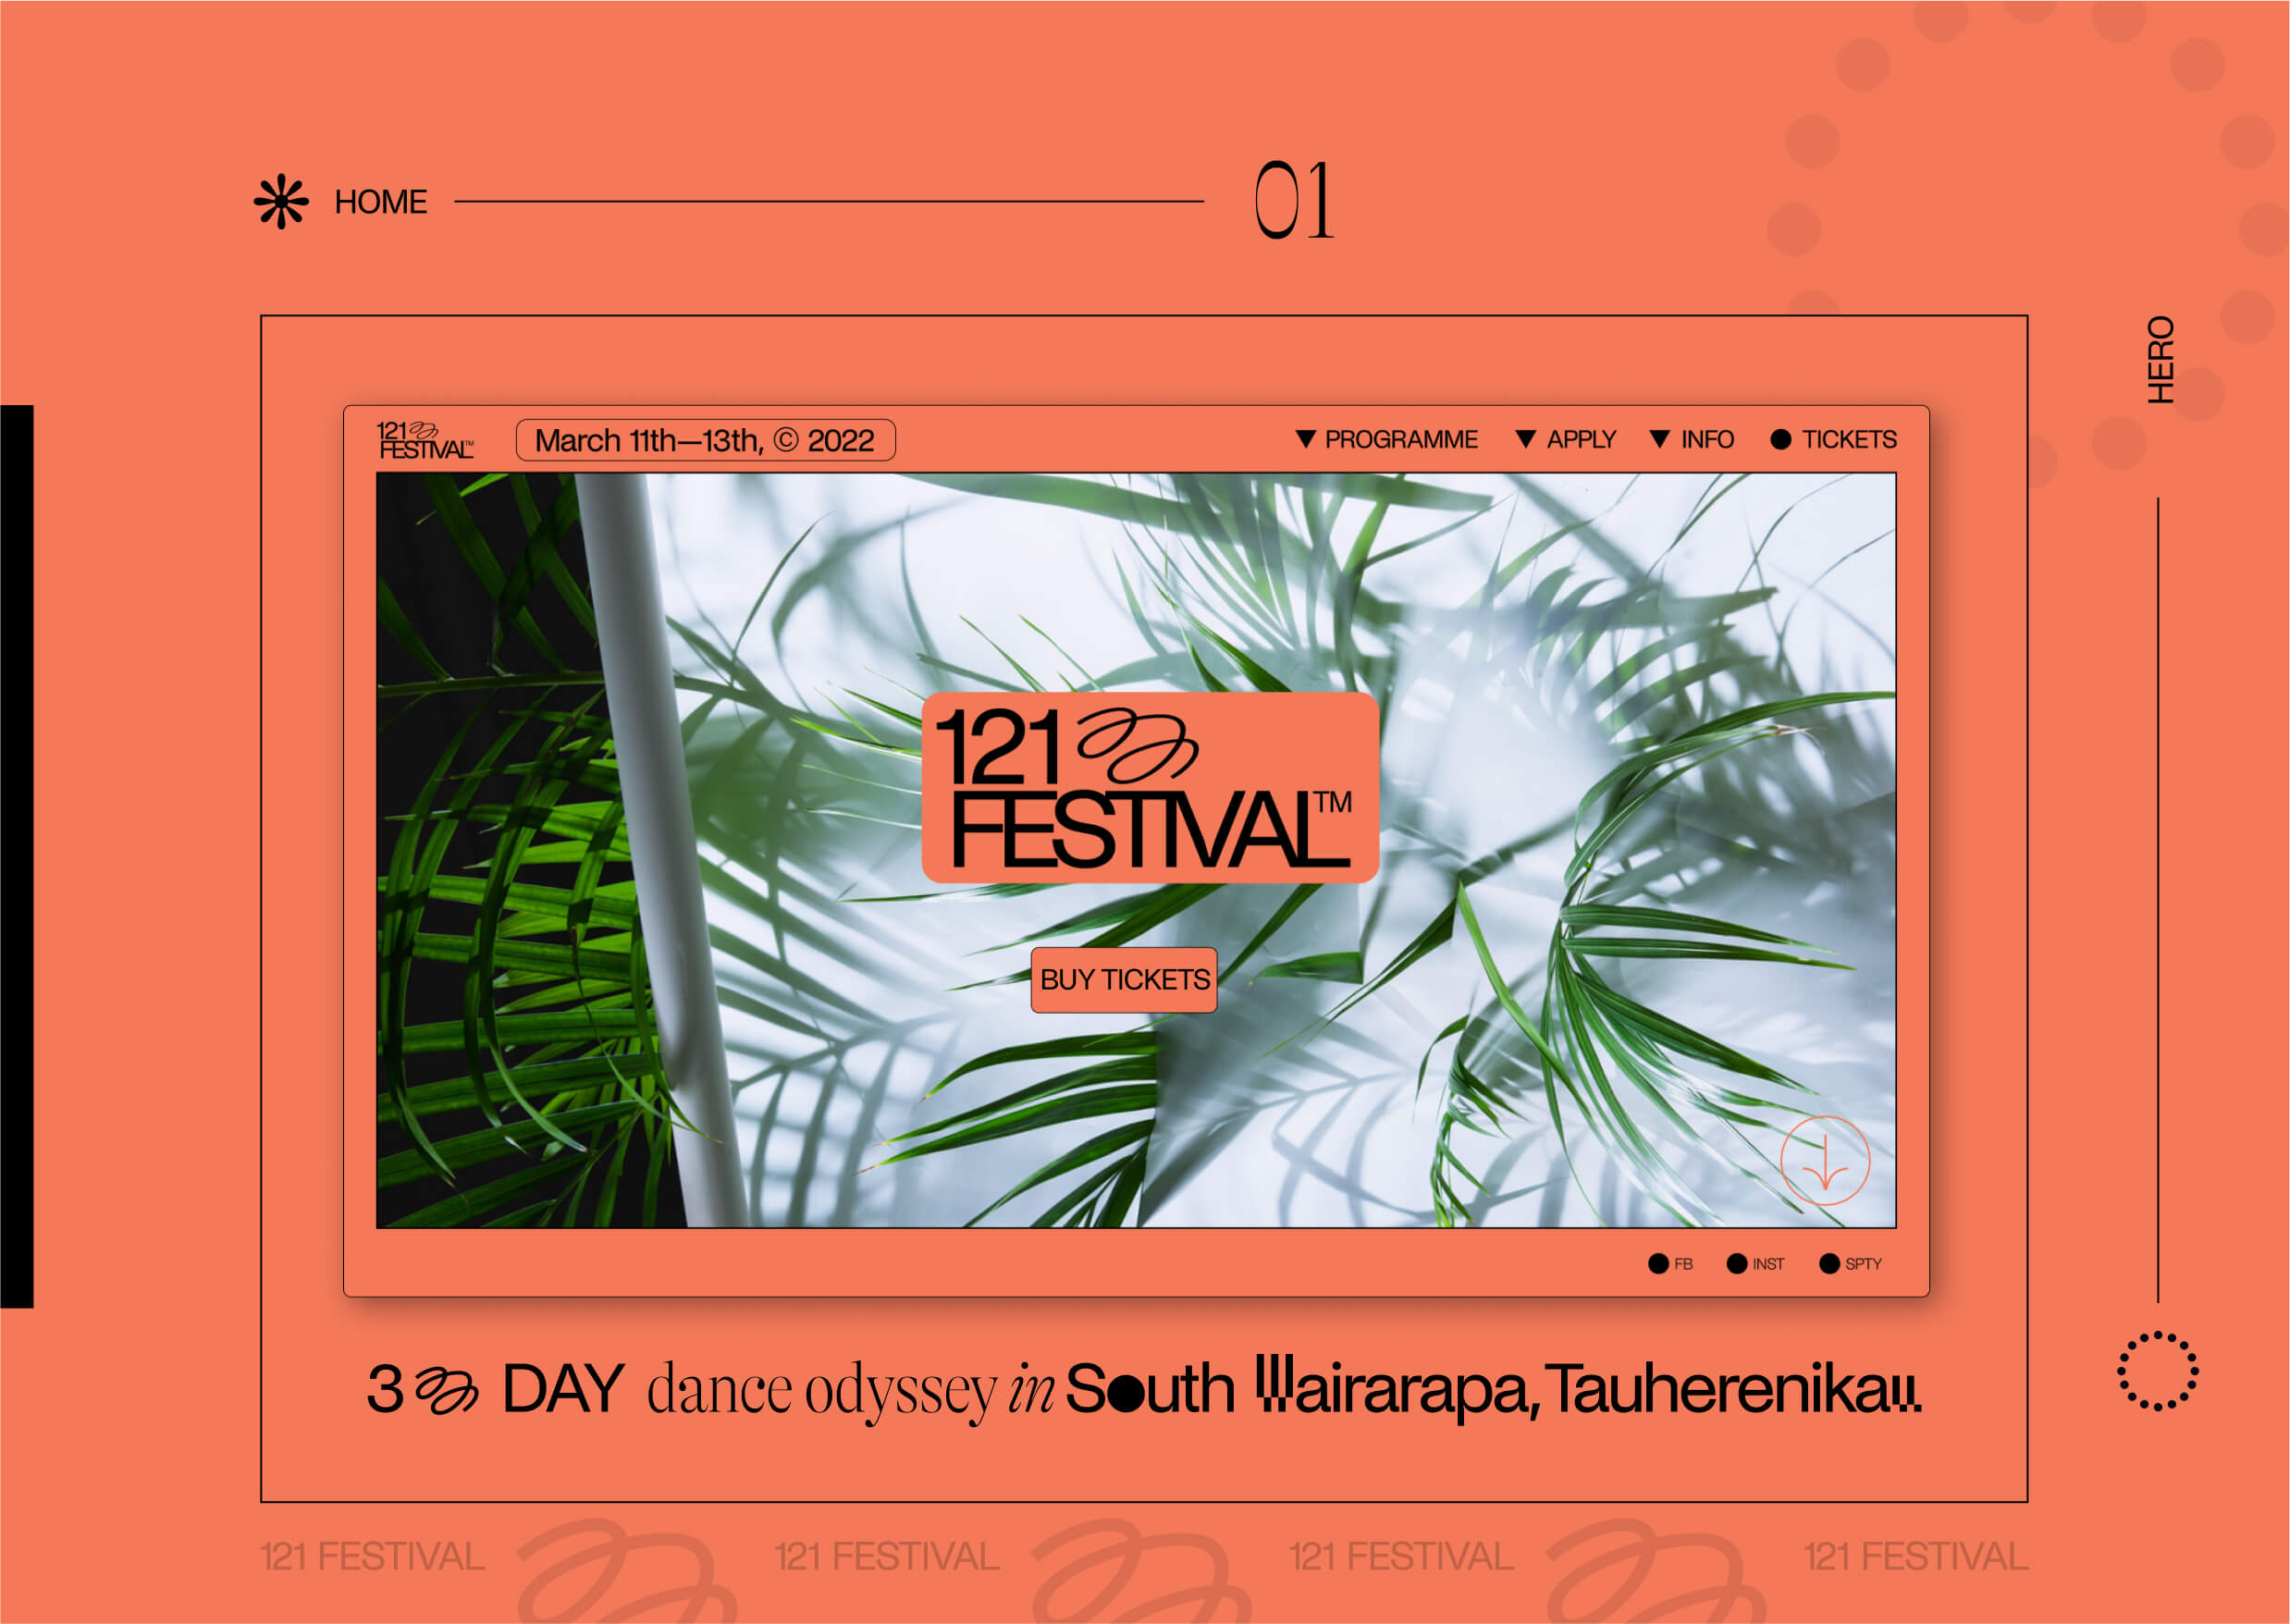 HOME 01
HERO
121
FESTIVAL™
March 11th—13th, © 2022
PROGRAMME APPLY INFO TICKETS
121
FESTIVAL™
BUY TICKETS
FB INST SPTY
3 DAY dance odyssey in South Wairarapa, Tauherenikau.
121 FESTIVAL 121 FESTIVAL 121 FESTIVAL 121 FESTIVAL